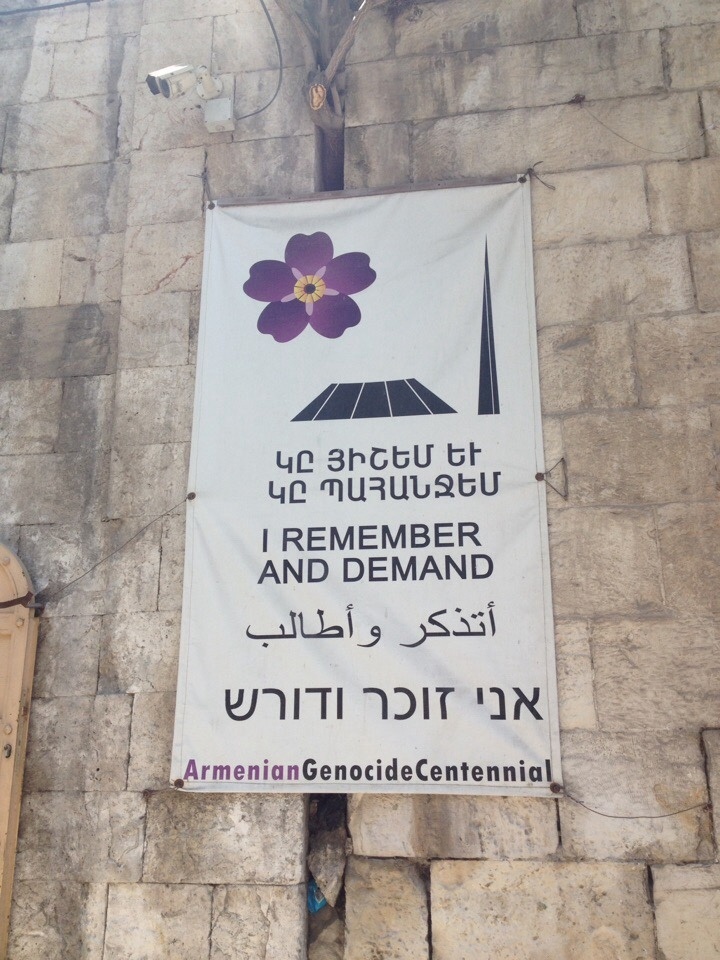 ԿԸ ՅԻՇԵՄ ԵՒ
ԿԸ ՊԱՀԱՆՋԵՄ
I REMEMBER
AND DEMAND
أتذكر وأطالب
אני זוכר ודורש
ArmenianGenocideCentennial